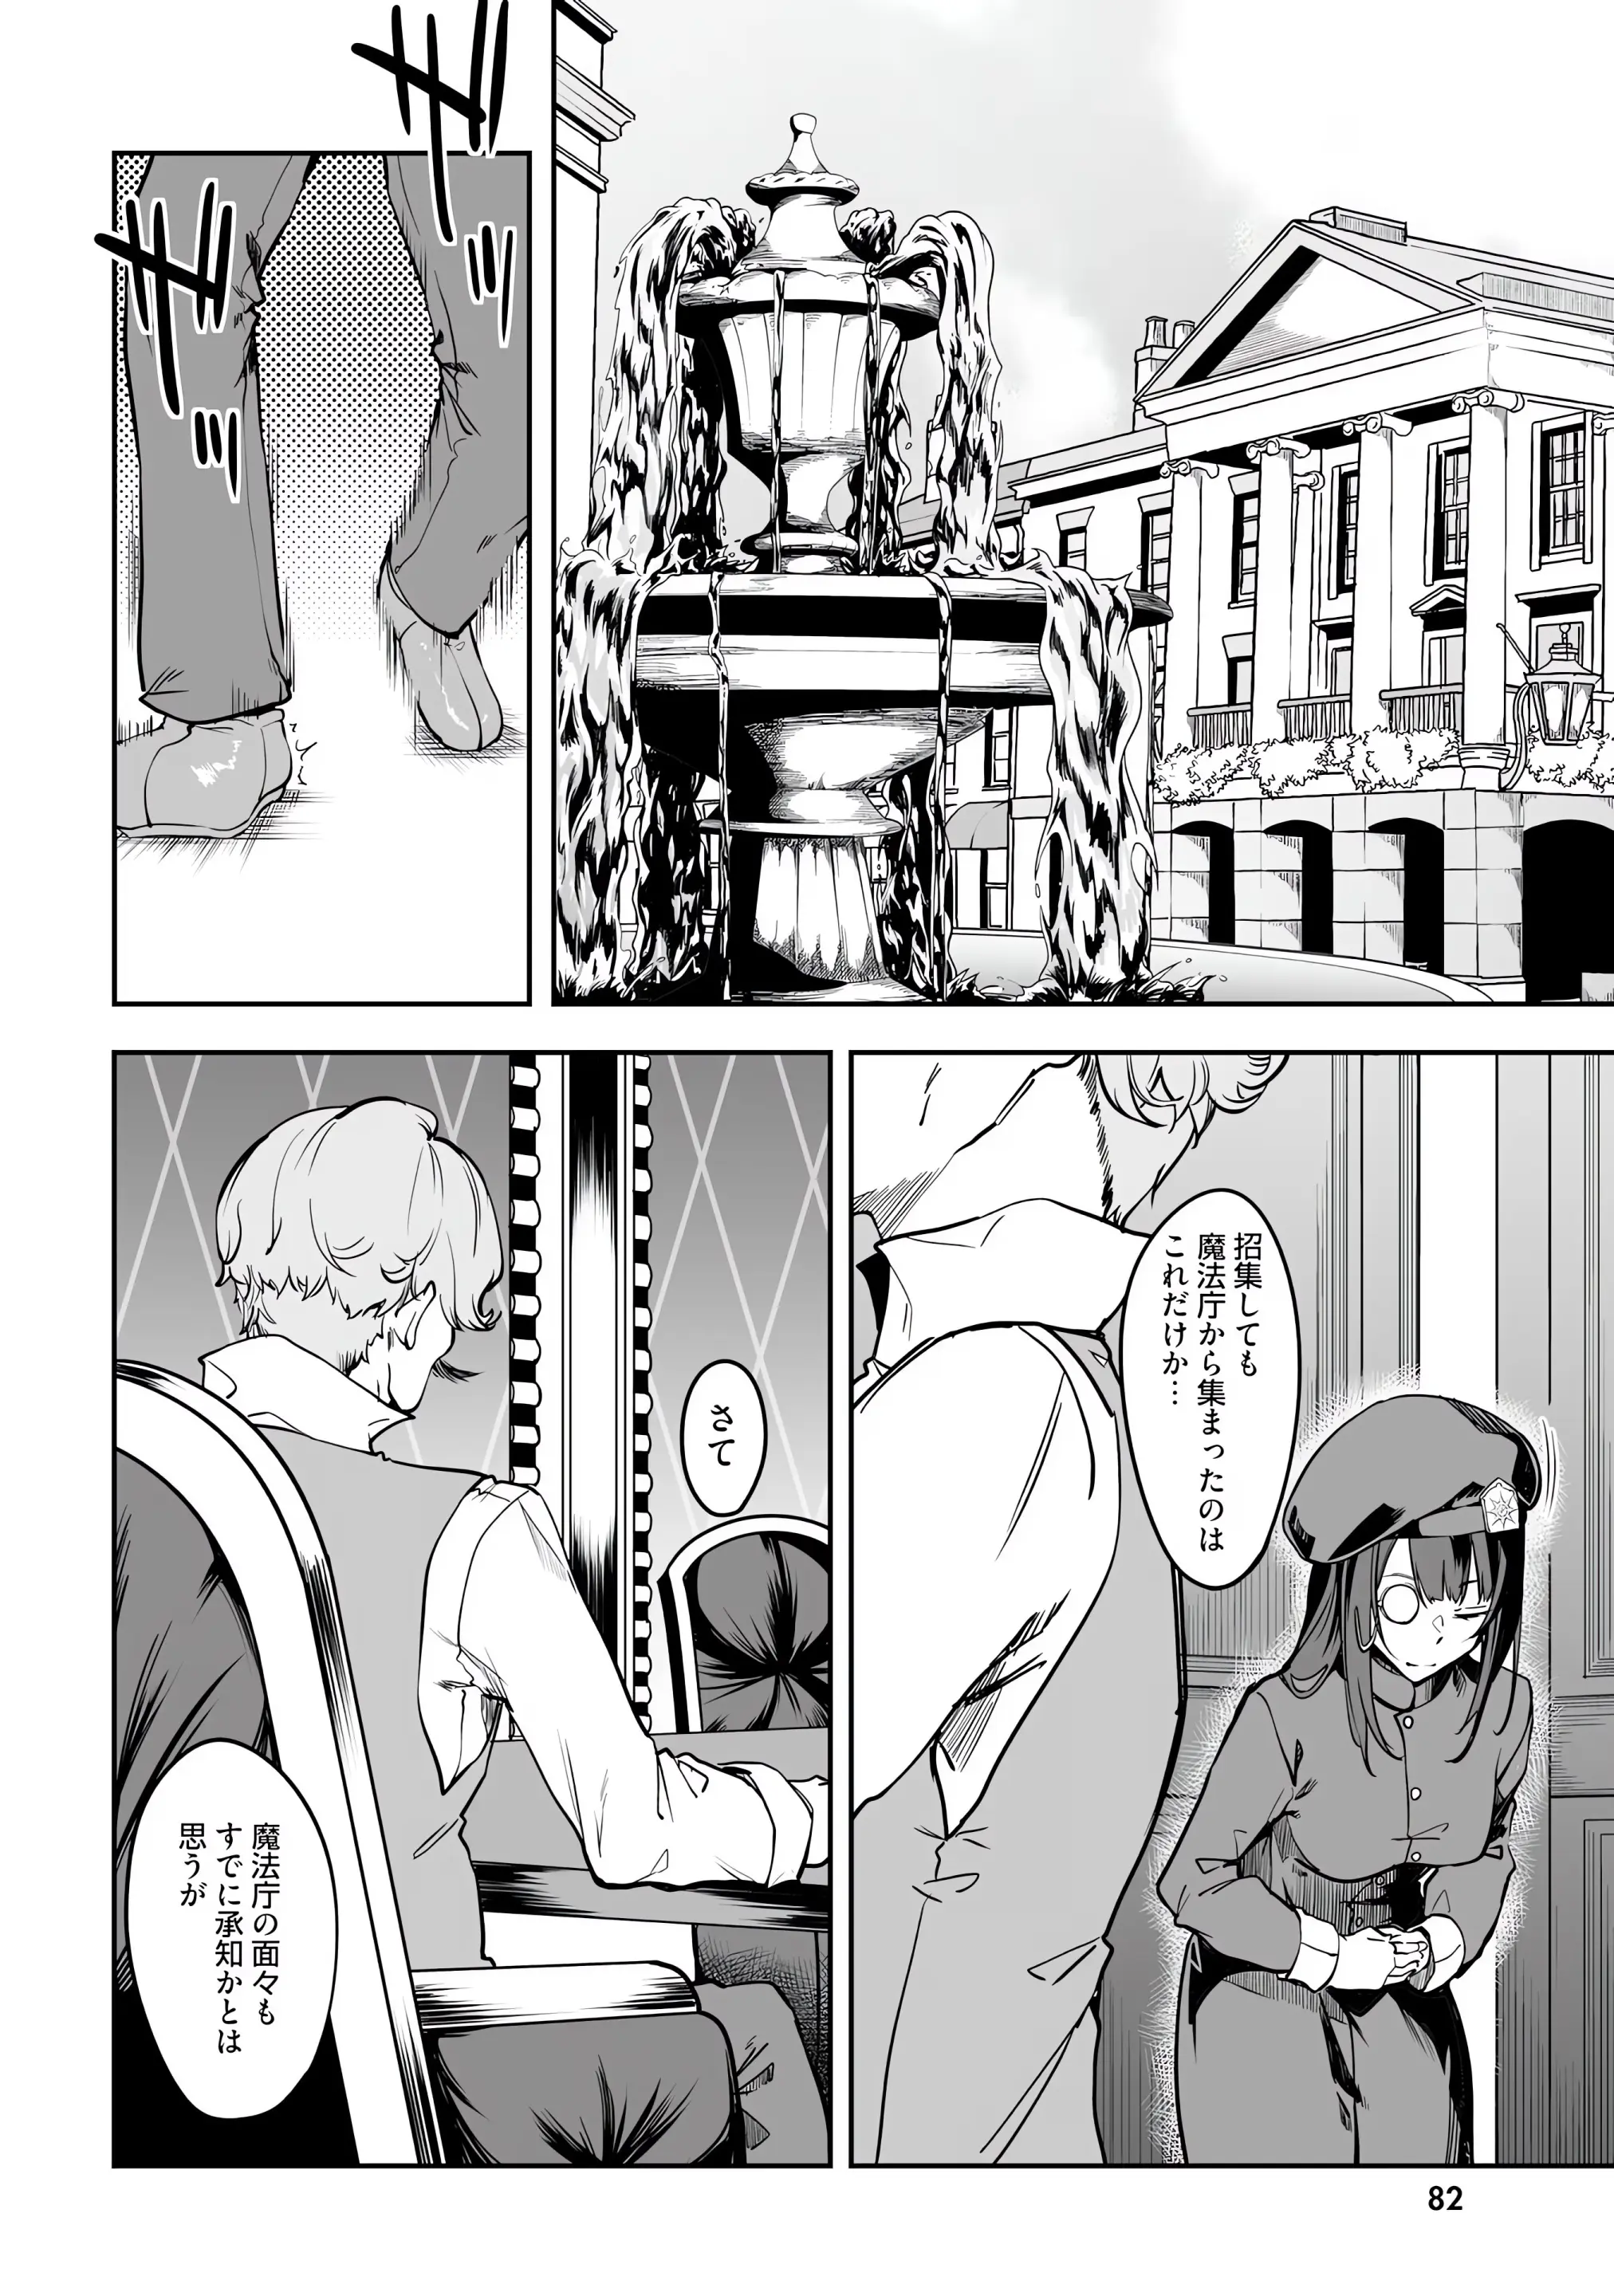 ザッ
ザッ
招集しても
魔法庁から集まったのは
これだけか…
さて
魔法庁の面々も
すでに承知かとは
思うが
82